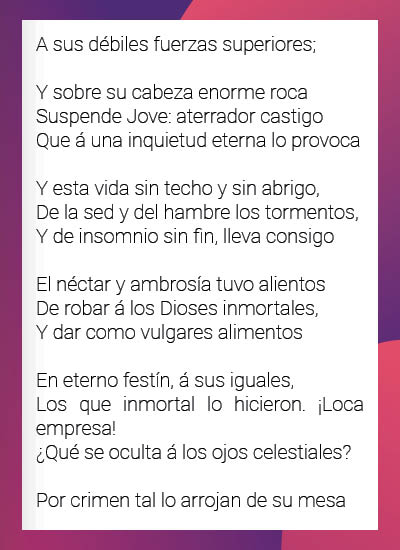 A sus débiles fuerzas superiores;
Y sobre su cabeza enorme roca
Suspende Jove: aterrador castigo
Que á una inquietud eterna lo provoca
Y esta vida sin techo y sin abrigo,
De la sed y del hambre los tormentos,
Y de insomnio sin fin, lleva consigo
El néctar y ambrosía tuvo alientos
De robar á los Dioses inmortales,
Y dar como vulgares alimentos
En eterno festín, á sus iguales,
Los que inmortal lo hicieron. ¡Loca
empresa!
¿Qué se oculta á los ojos celestiales?
Por crimen tal lo arrojan de su mesa